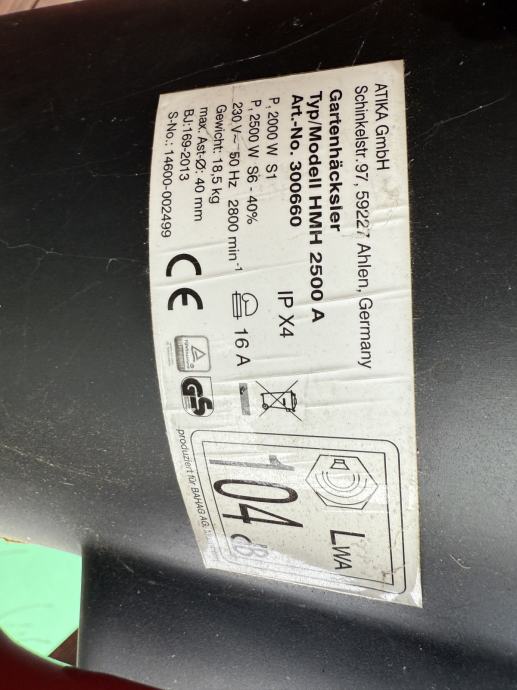 ATIKA GmbH
Schinkelstr.97, 59227 Ahlen, Germany
Gartenhäcksler
Typ/Modell HMH 2500 A
Art.-No. 300660
P₁ 2000 W S1
P₁ 2500 W S6 - 40%
IP X4
230 V~ 50 Hz 2800 min⁻¹
16 A
Gewicht: 18,5 kg
max. Ast-Ø: 40 mm
BJ:169-2013
S-No.: 14600-002499
CE
GS
LWA
104 dB
produziert für BAHAG AG,